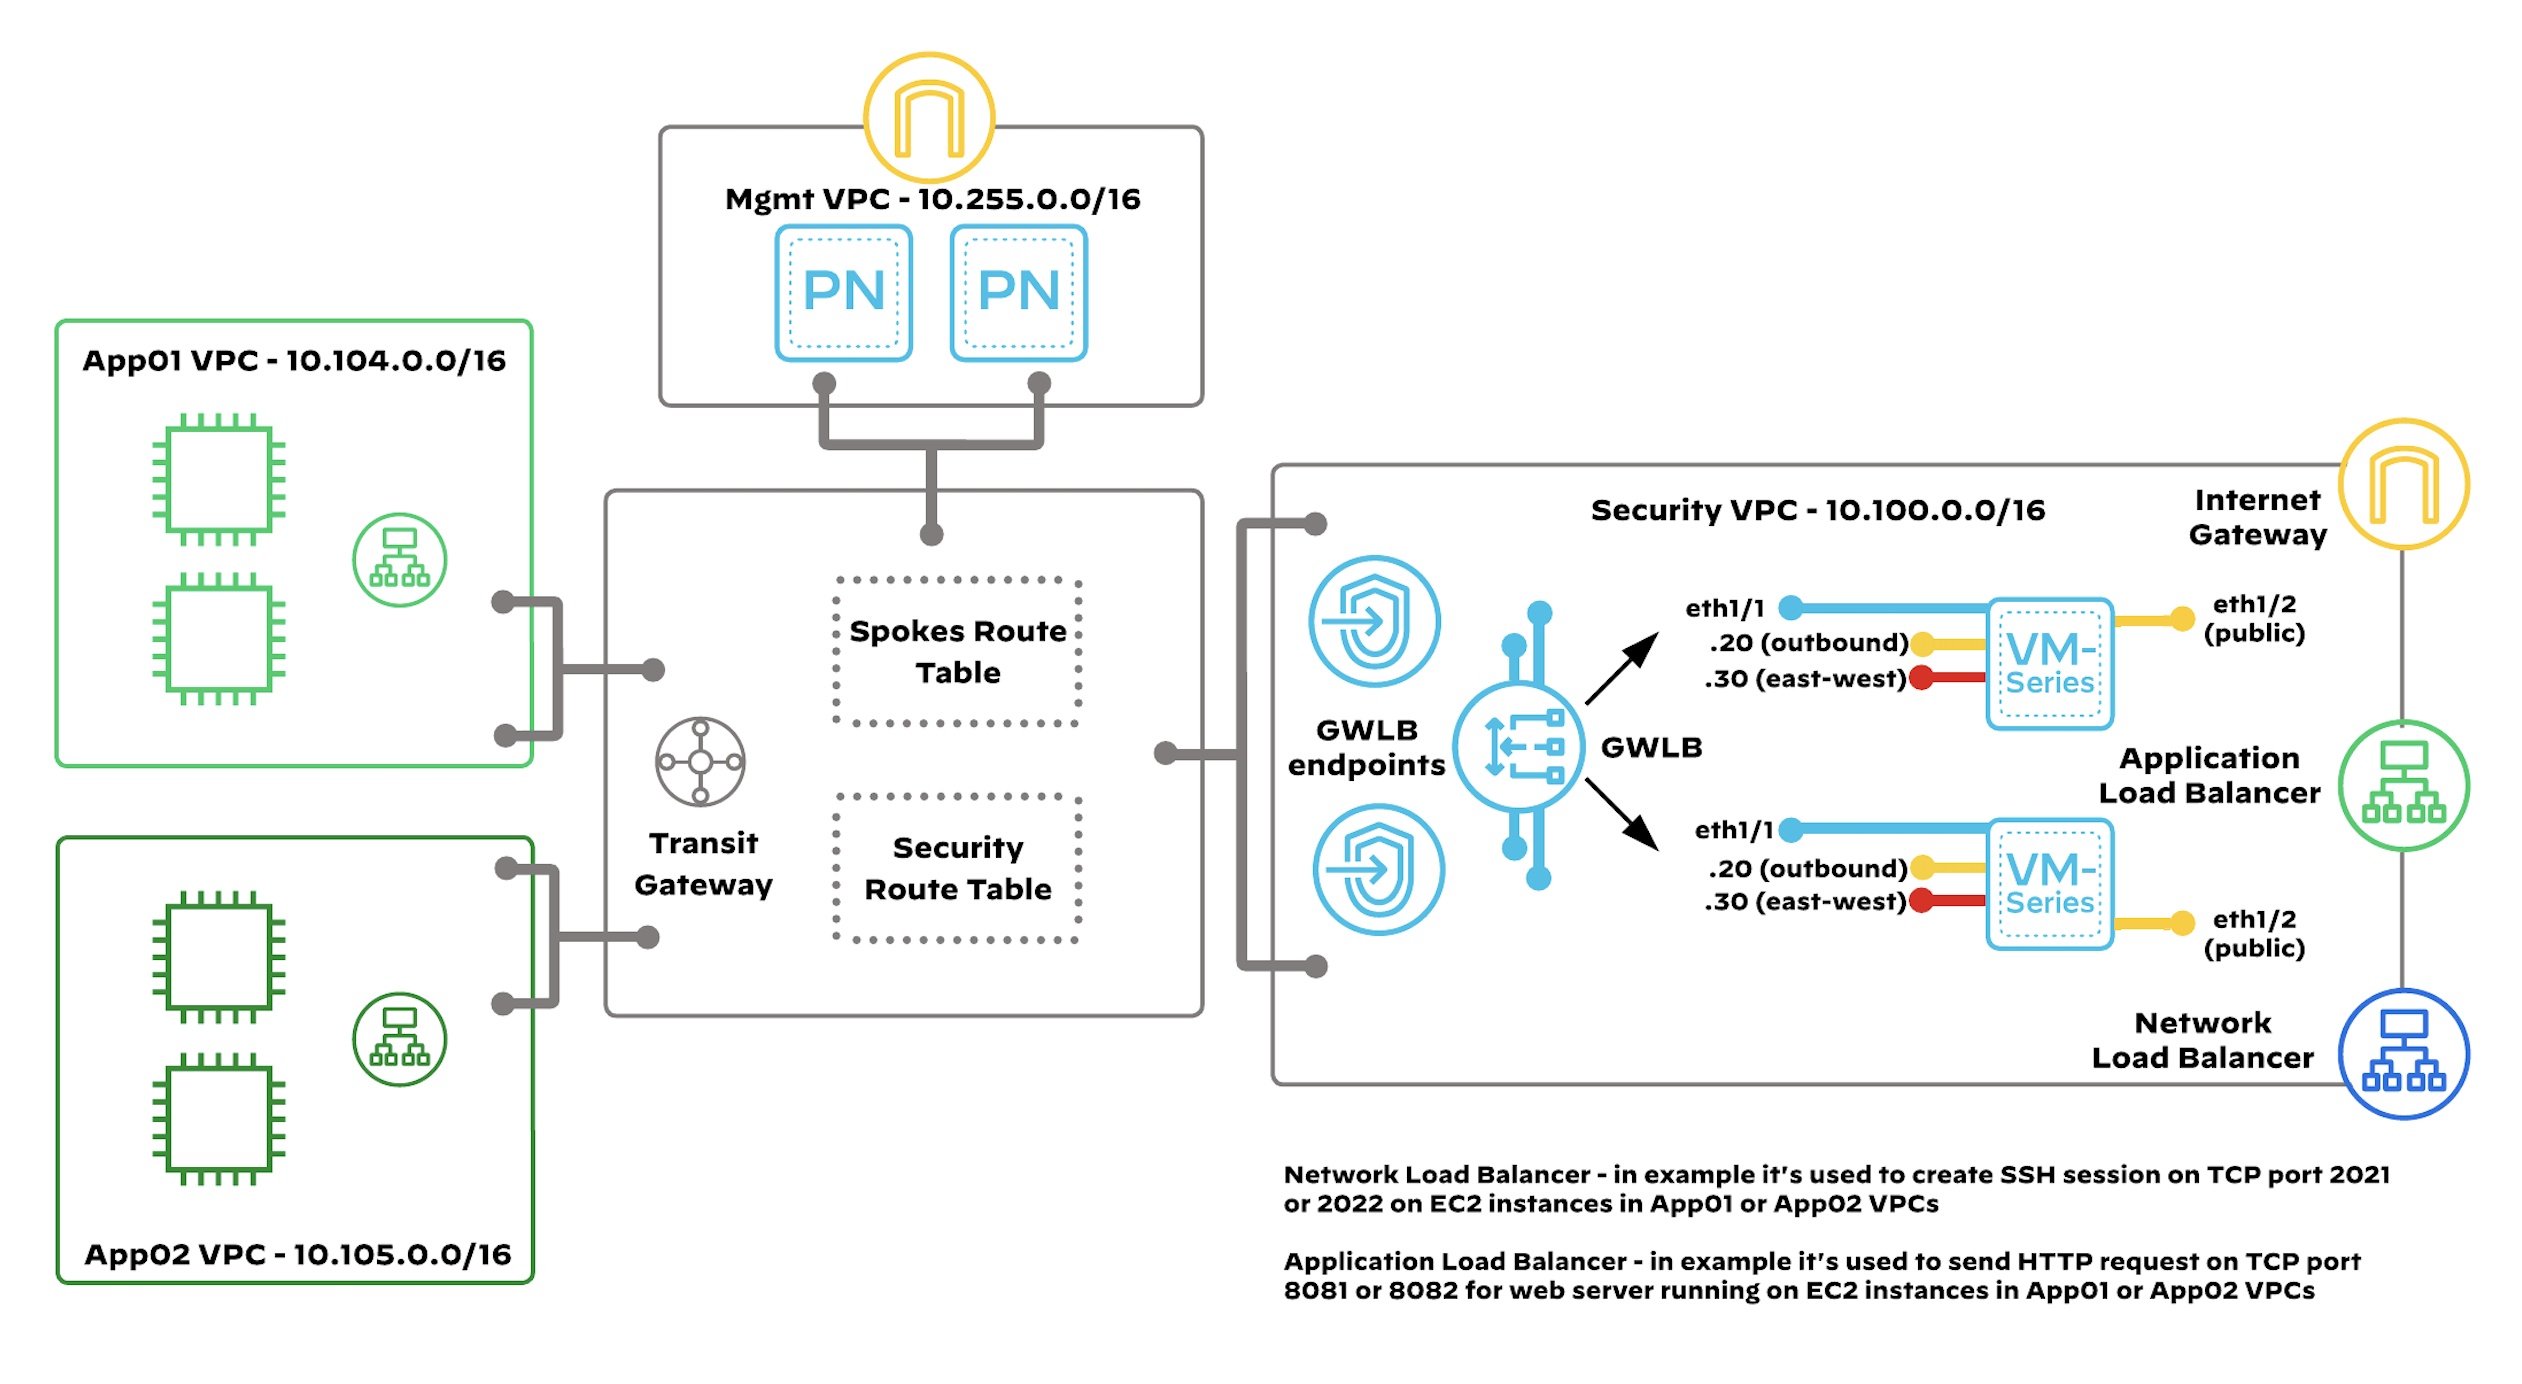 Mgmt VPC - 10.255.0.0/16
PN
PN
App01 VPC - 10.104.0.0/16
Spokes Route
Table
Transit
Gateway
Security
Route Table
App02 VPC - 10.105.0.0/16
Security VPC - 10.100.0.0/16
Internet
Gateway
GWLB
endpoints
GWLB
eth1/1
.20 (outbound)
.30 (east-west)
VM-
Series
eth1/2
(public)
Application
Load Balancer
eth1/1
.20 (outbound)
.30 (east-west)
VM-
Series
eth1/2
(public)
Network
Load Balancer
Network Load Balancer - in example it's used to create SSH session on TCP port 2021
or 2022 on EC2 instances in App01 or App02 VPCs
Application Load Balancer - in example it's used to send HTTP request on TCP port
8081 or 8082 for web server running on EC2 instances in App01 or App02 VPCs